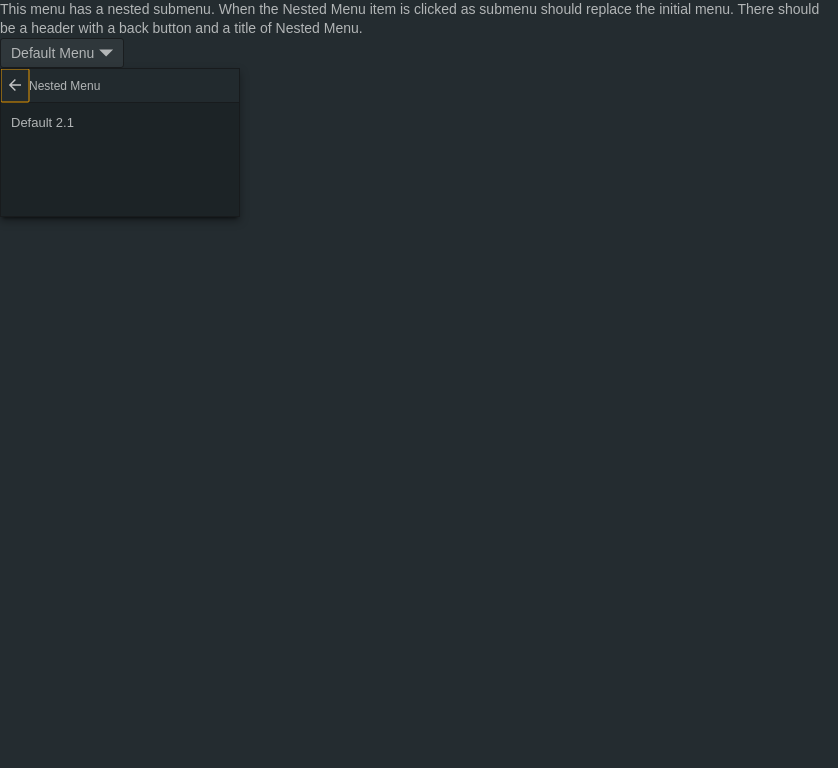 This menu has a nested submenu. When the Nested Menu item is clicked as submenu should replace the initial menu. There should
be a header with a back button and a title of Nested Menu.
Default Menu
Nested Menu
Default 2.1